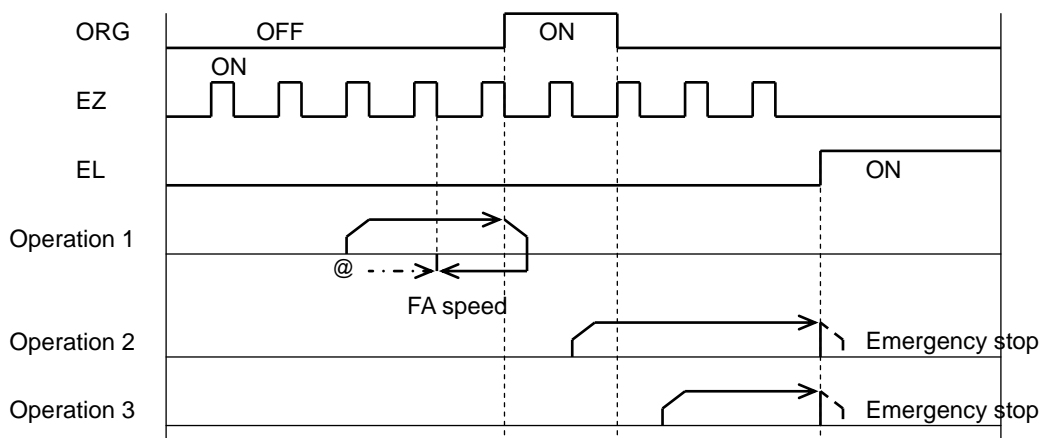 ORG OFF ON
ON
EZ
EL ON
Operation 1
@
FA speed
Operation 2 Emergency stop
Operation 3 Emergency stop